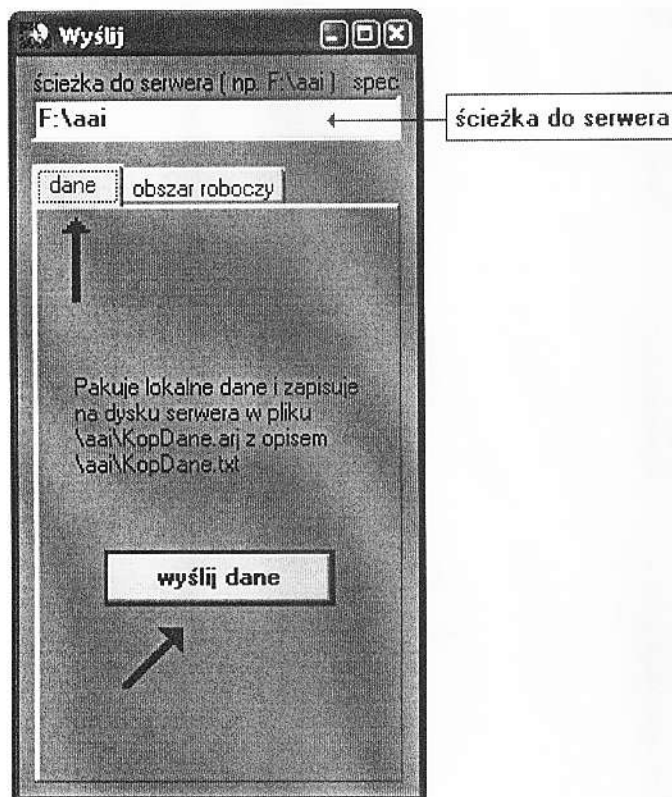 Wyślij
ścieżka do serwera ( np. F:\aai ) spec
F:\aai
ścieżka do serwera
dane
obszar roboczy
Pakuje lokalne dane i zapisuje
na dysku serwera w pliku
\aai\KopDane.arj z opisem
\aai\KopDane.txt
wyślij dane